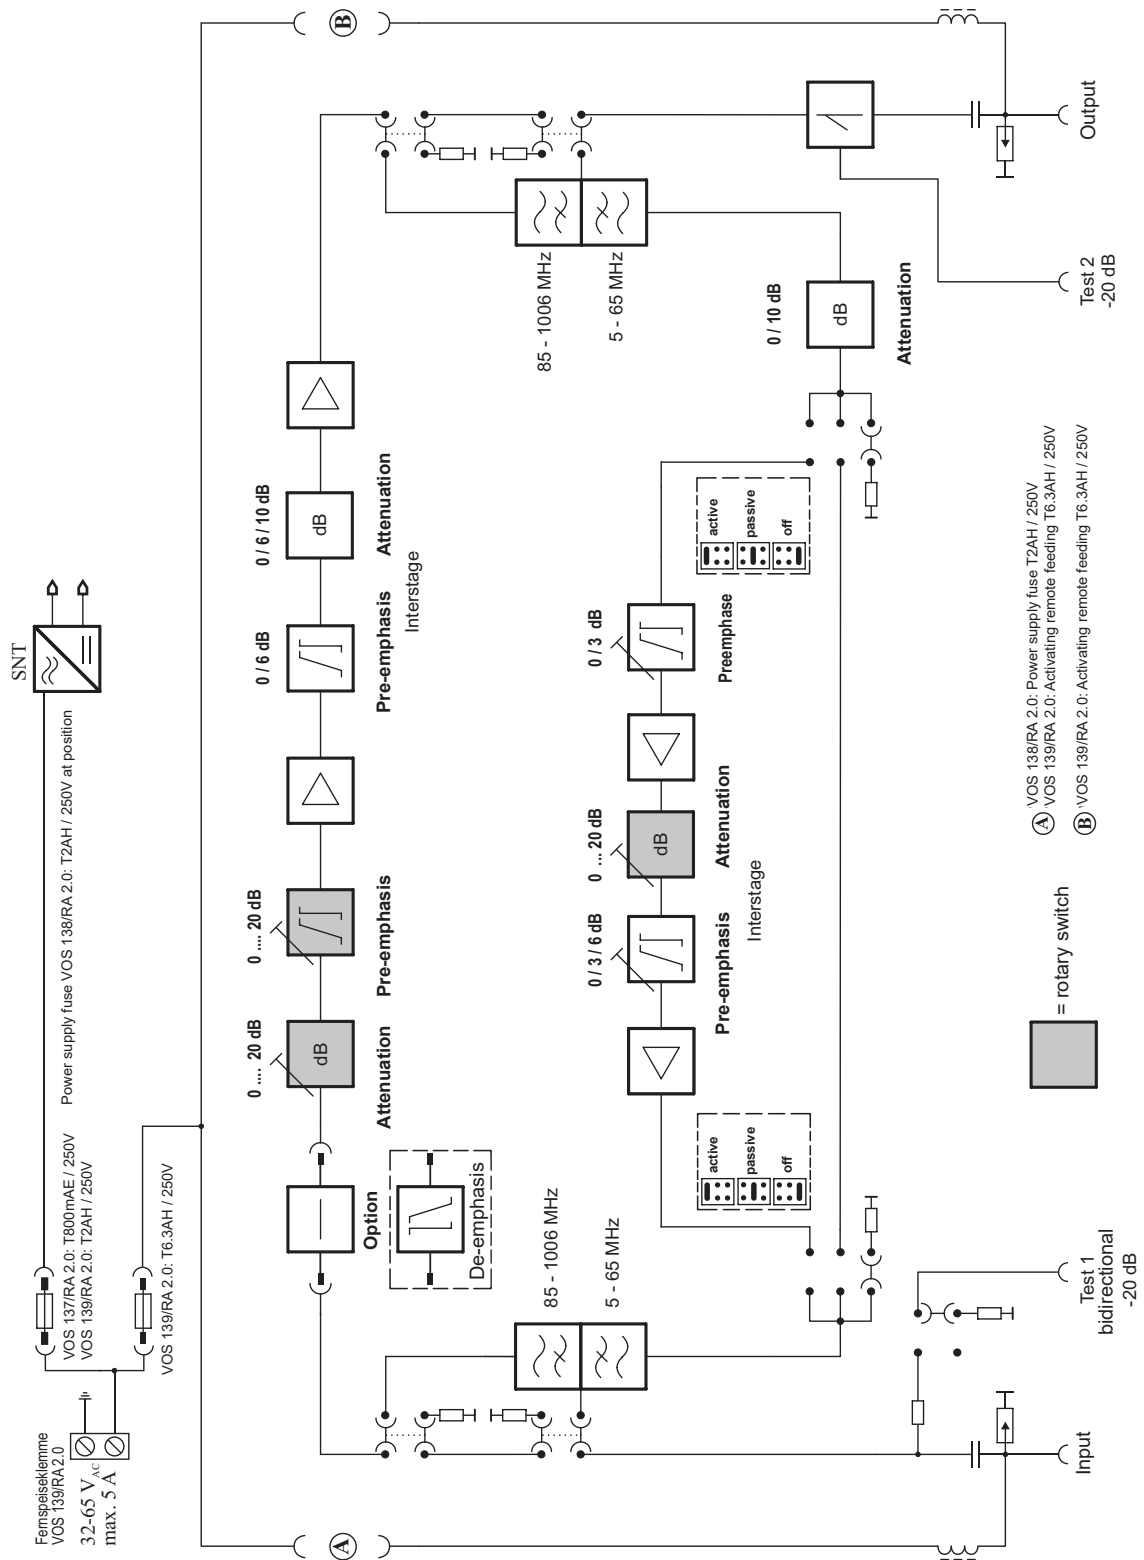 Fernspeiseklemme
VOS 139/RA 2.0
32-65 VAC
max. 5 A
VOS 137/RA 2.0: T800mAE / 250V
VOS 139/RA 2.0: T2AH / 250V
Power supply fuse VOS 138/RA 2.0: T2AH / 250V at position
VOS 139/RA 2.0: T6.3AH / 250V
SNT
A
B
0 .... 20 dB
0 .... 20 dB
0 / 6 dB
0 / 6 / 10 dB
dB
dB
Option
Attenuation
Pre-emphasis
Pre-emphasis
Attenuation
Interstage
De-emphasis
85 - 1006 MHz
5 - 65 MHz
85 - 1006 MHz
5 - 65 MHz
0 / 3 / 6 dB
0 ... 20 dB
0 / 3 dB
dB
Pre-emphasis
Attenuation
Preemphase
Interstage
active
passive
off
active
passive
off
0 / 10 dB
dB
Attenuation
Input
Test 1
bidirectional
-20 dB
= rotary switch
A VOS 138/RA 2.0: Power supply fuse T2AH / 250V
VOS 139/RA 2.0: Activating remote feeding T6.3AH / 250V
B VOS 139/RA 2.0: Activating remote feeding T6.3AH / 250V
Test 2
-20 dB
Output